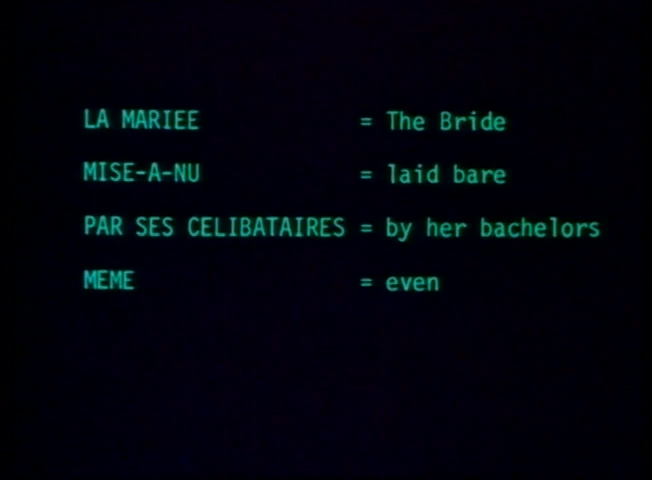 LA MARIEE = The Bride
MISE-A-NU = laid bare
PAR SES CELIBATAIRES = by her bachelors
MEME = even